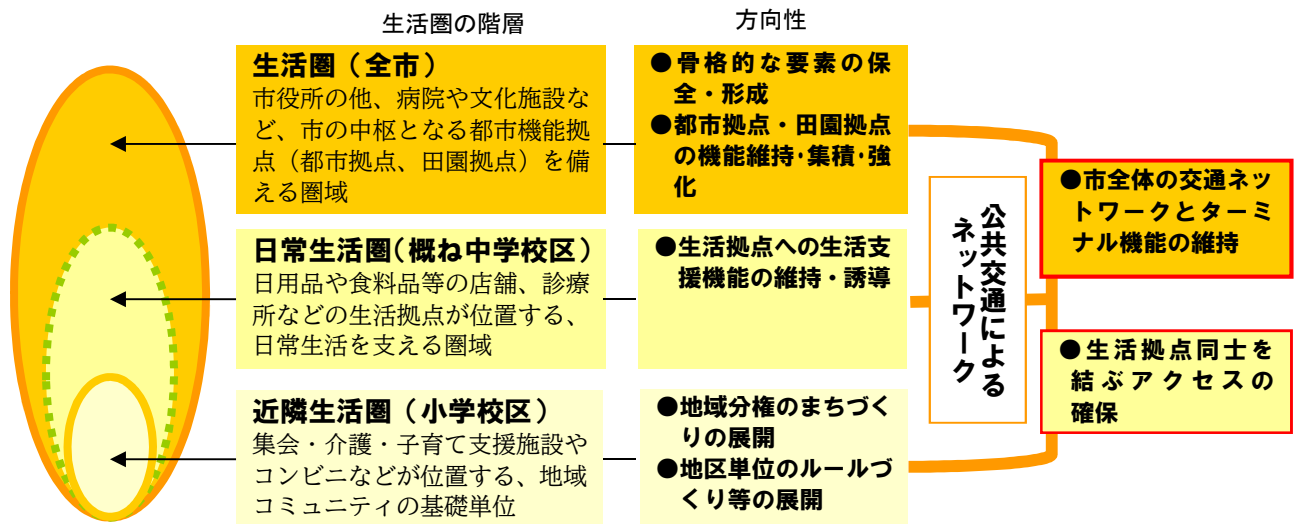 生活圏の階層
方向性
生活圏（全市）
市役所の他、病院や文化施設な
ど、市の中枢となる都市機能拠
点（都市拠点、田園拠点）を備
える圏域
●骨格的な要素の保
全・形成
●都市拠点・田園拠点
の機能維持・集積・強
化
日常生活圏（概ね中学校区）
日用品や食料品等の店舗、診療
所などの生活拠点が位置する、
日常生活を支える圏域
●生活拠点への生活支
援機能の維持・誘導
近隣生活圏（小学校区）
集会・介護・子育て支援施設や
コンビニなどが位置する、地域
コミュニティの基礎単位
●地域分権のまちづく
りの展開
●地区単位のルールづ
くり等の展開
公共交通による
ネットワーク
●市全体の交通ネッ
トワークとターミ
ナル機能の維持
●生活拠点同士を
結ぶアクセスの
確保